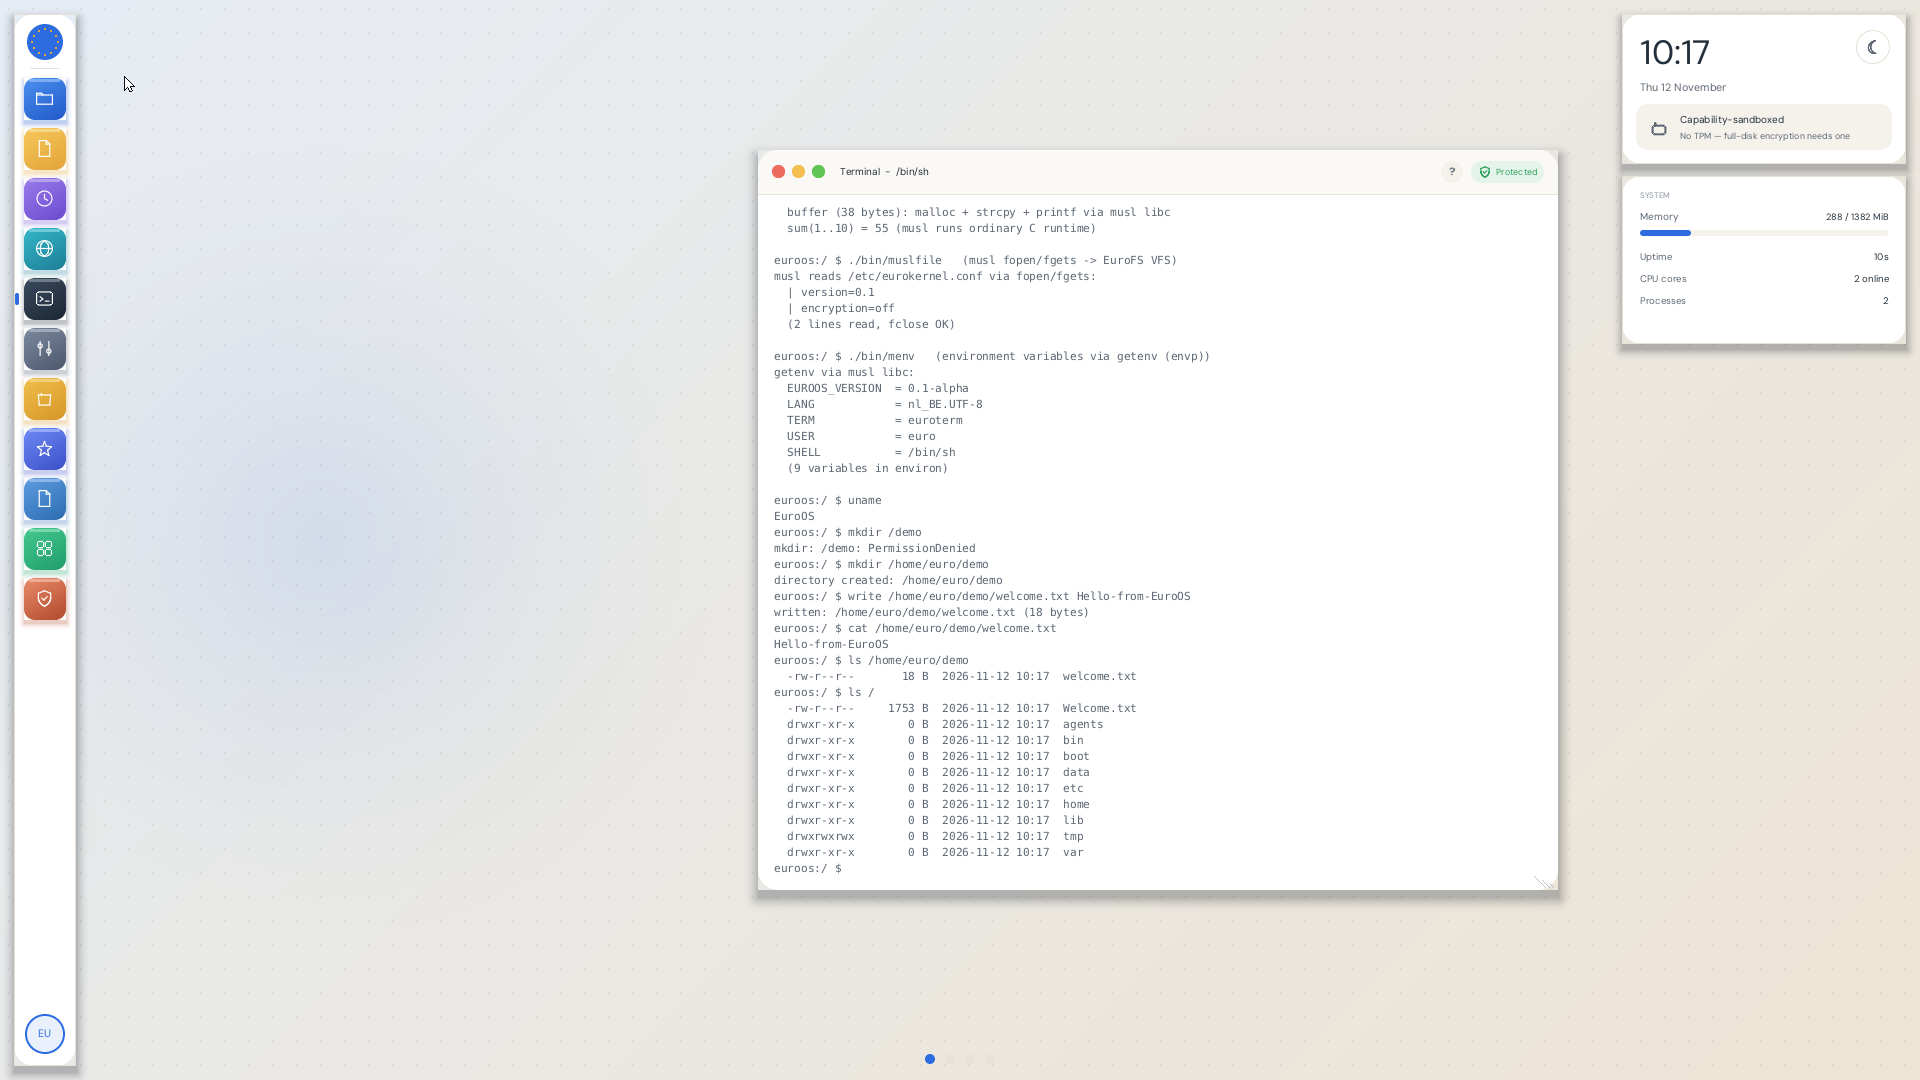 10:17
Thu 12 November
Capability-sandboxed
No TPM — full-disk encryption needs one
SYSTEM
Memory 288 / 1382 MiB
Uptime 10s
CPU cores 2 online
Processes 2
Terminal - /bin/sh
?
Protected
buffer (38 bytes): malloc + strcpy + printf via musl libc
sum(1..10) = 55 (musl runs ordinary C runtime)
euroos:/ $ ./bin/muslfile   (musl fopen/fgets -> EuroFS VFS)
musl reads /etc/eurokernel.conf via fopen/fgets:
| version=0.1
| encryption=off
(2 lines read, fclose OK)
euroos:/ $ ./bin/menv   (environment variables via getenv (envp))
getenv via musl libc:
EUROOS_VERSION  = 0.1-alpha
LANG            = nl_BE.UTF-8
TERM            = euroterm
USER            = euro
SHELL           = /bin/sh
(9 variables in environ)
euroos:/ $ uname
EuroOS
euroos:/ $ mkdir /demo
mkdir: /demo: PermissionDenied
euroos:/ $ mkdir /home/euro/demo
directory created: /home/euro/demo
euroos:/ $ write /home/euro/demo/welcome.txt Hello-from-EuroOS
written: /home/euro/demo/welcome.txt (18 bytes)
euroos:/ $ cat /home/euro/demo/welcome.txt
Hello-from-EuroOS
euroos:/ $ ls /home/euro/demo
-rw-r--r--       18 B  2026-11-12 10:17  welcome.txt
euroos:/ $ ls /
-rw-r--r--     1753 B  2026-11-12 10:17  Welcome.txt
drwxr-xr-x        0 B  2026-11-12 10:17  agents
drwxr-xr-x        0 B  2026-11-12 10:17  bin
drwxr-xr-x        0 B  2026-11-12 10:17  boot
drwxr-xr-x        0 B  2026-11-12 10:17  data
drwxr-xr-x        0 B  2026-11-12 10:17  etc
drwxr-xr-x        0 B  2026-11-12 10:17  home
drwxr-xr-x        0 B  2026-11-12 10:17  lib
drwxrwxrwx        0 B  2026-11-12 10:17  tmp
drwxr-xr-x        0 B  2026-11-12 10:17  var
euroos:/ $
EU